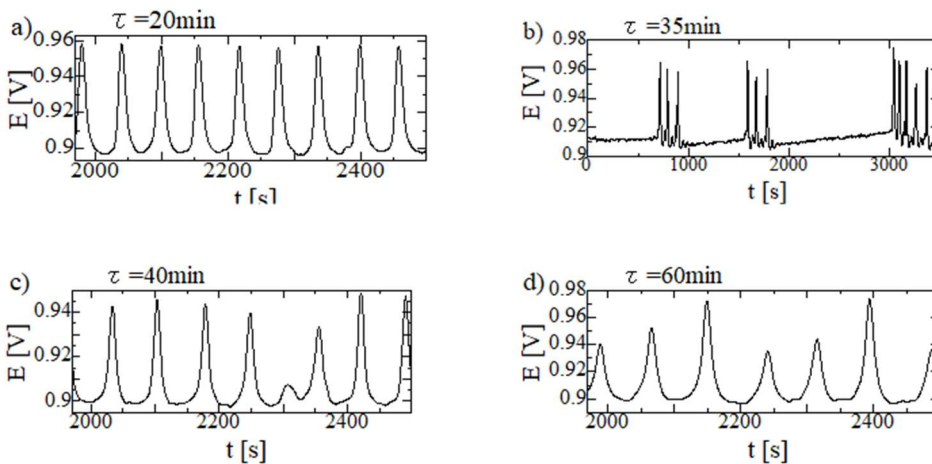 a) τ =20min
E [V]
0.96
0.94
0.92
0.9
2000 2200 2400
t [s]
b) τ =35min
E [V]
0.98
0.96
0.94
0.92
0.9
0 1000 2000 3000
t [s]
c) τ =40min
E [V]
0.94
0.92
0.9
2000 2200 2400
t [s]
d) τ =60min
E [V]
0.98
0.96
0.94
0.92
0.9
2000 2200 2400
t [s]